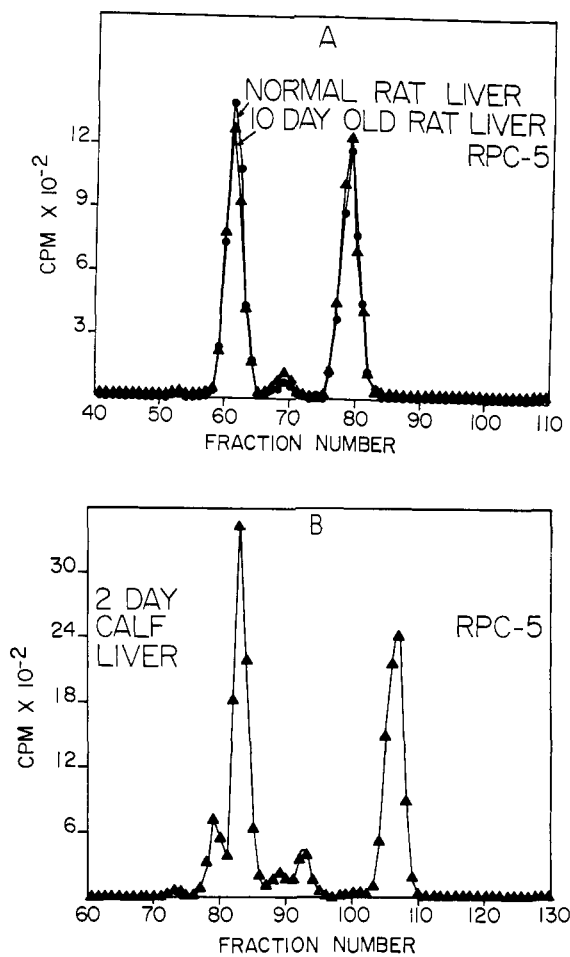 A
NORMAL RAT LIVER
10 DAY OLD RAT LIVER
RPC-5
12
9
6
3
CPM X 10-2
40 50 60 70 80 90 100 110
FRACTION NUMBER
B
2 DAY
CALF
LIVER
RPC-5
30
24
18
12
6
CPM X 10-2
60 70 80 90 100 110 120 130
FRACTION NUMBER